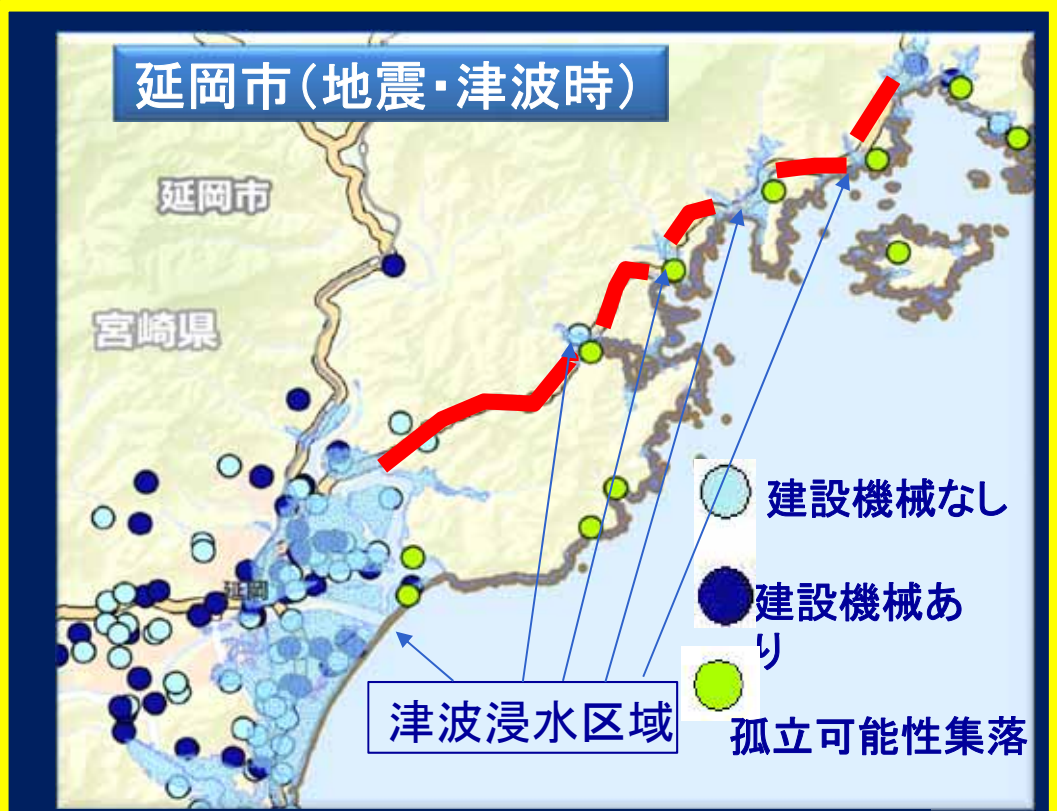 延岡市(地震・津波時)
延岡市
宮崎県
延岡
建設機械なし
建設機械あ
り
孤立可能性集落
津波浸水区域